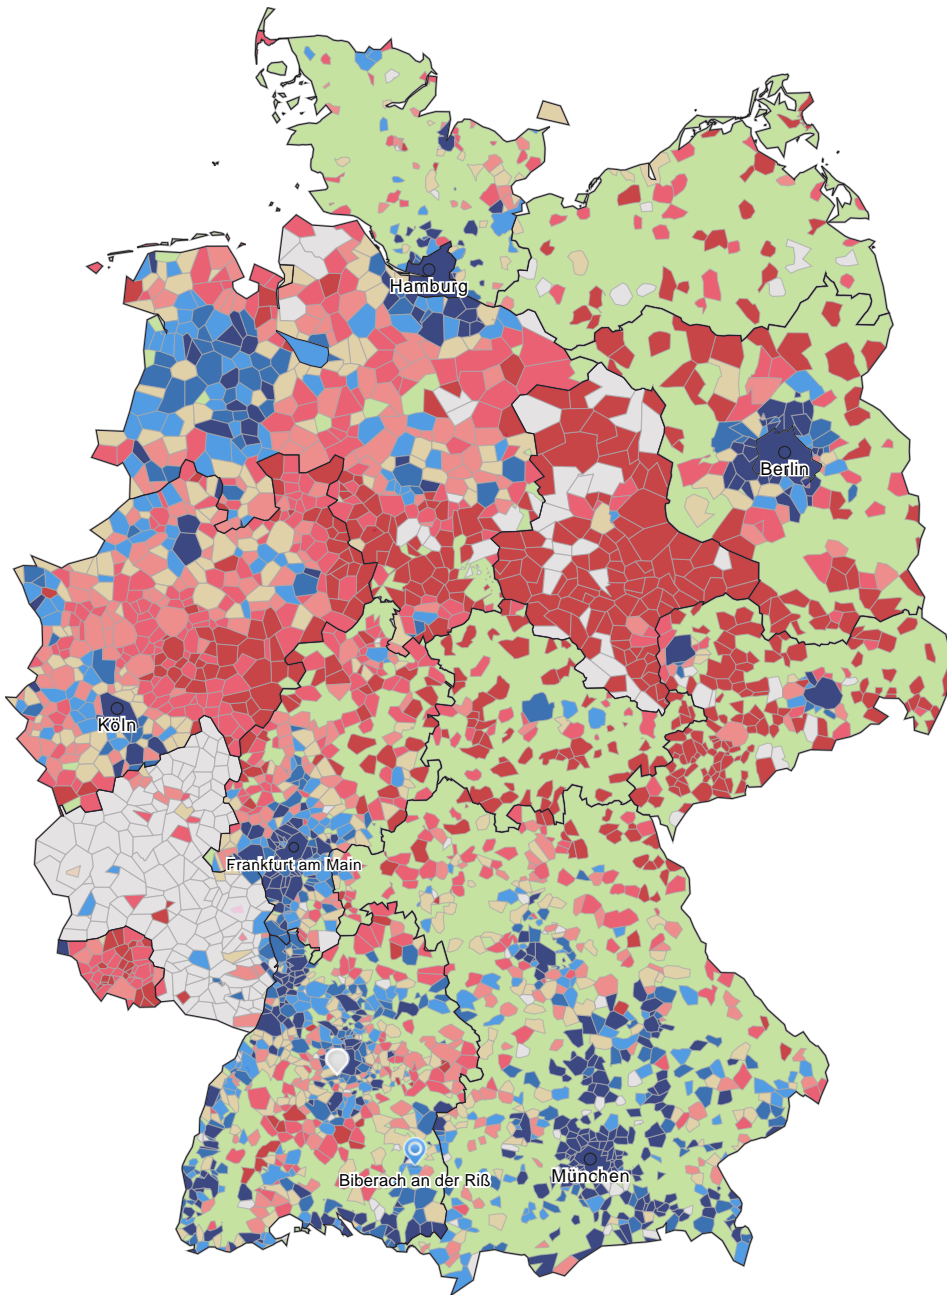 Hamburg
Berlin
Köln
Frankfurt am Main
Biberach an der Riß
München